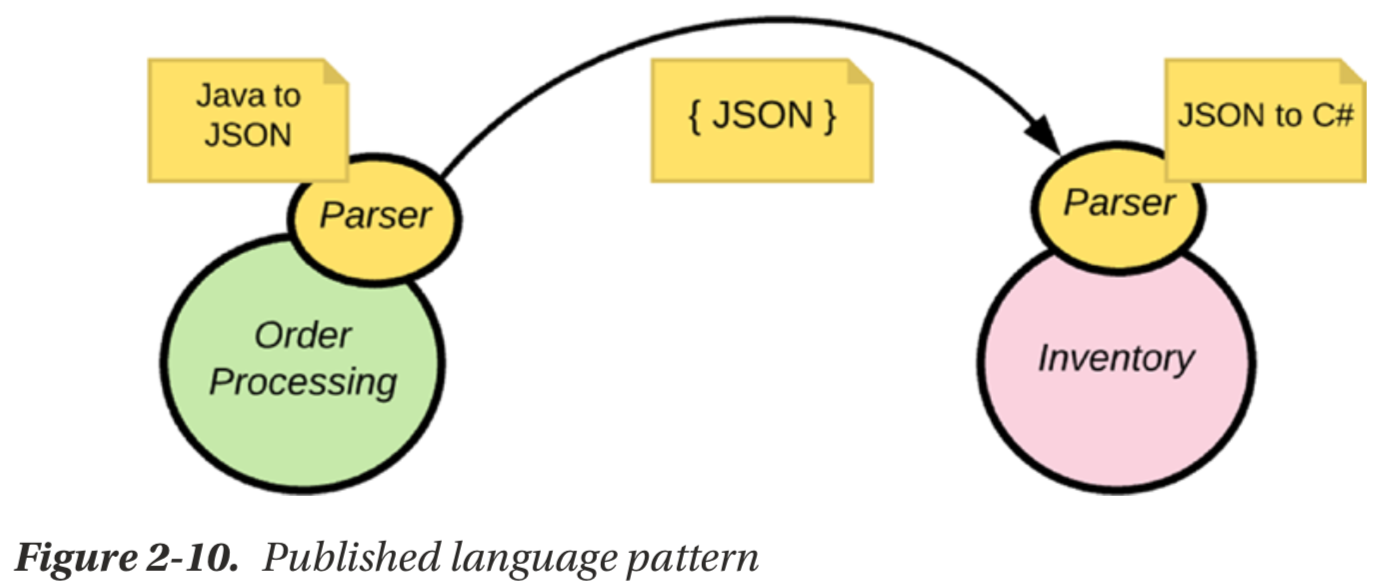 Java to
JSON
{ JSON }
JSON to C#
Parser
Parser
Order
Processing
Inventory
Figure 2-10. Published language pattern